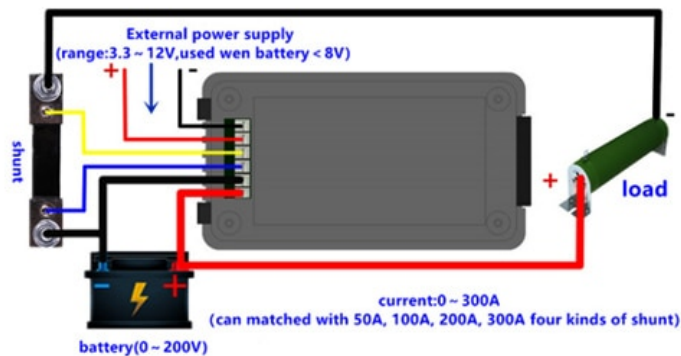 External power supply
(range:3.3~12V,used wen battery<8V)
+
-
shunt
-
+
load
-
+
current:0~300A
(can matched with 50A, 100A, 200A, 300A four kinds of shunt)
battery(0~200V)